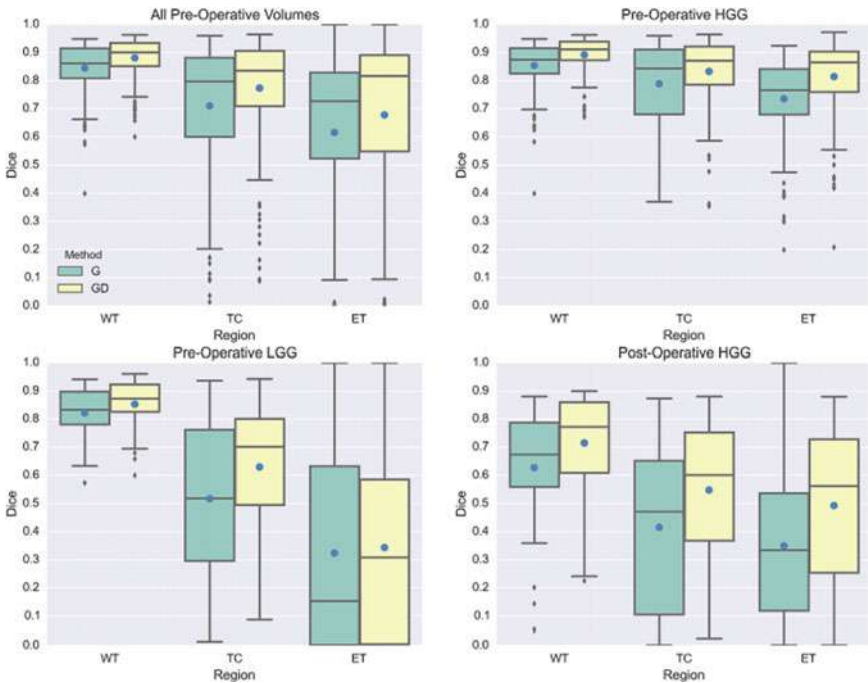 All Pre-Operative Volumes
1.0
0.9
0.8
0.7
0.6
0.5
0.4
0.3
0.2
0.1
0.0
Dice
Method
G
GD
WT
TC
ET
Region
Pre-Operative HGG
1.0
0.9
0.8
0.7
0.6
0.5
0.4
0.3
0.2
0.1
0.0
Dice
WT
TC
ET
Region
Pre-Operative LGG
1.0
0.9
0.8
0.7
0.6
0.5
0.4
0.3
0.2
0.1
0.0
Dice
WT
TC
ET
Region
Post-Operative HGG
1.0
0.9
0.8
0.7
0.6
0.5
0.4
0.3
0.2
0.1
0.0
Dice
WT
TC
ET
Region